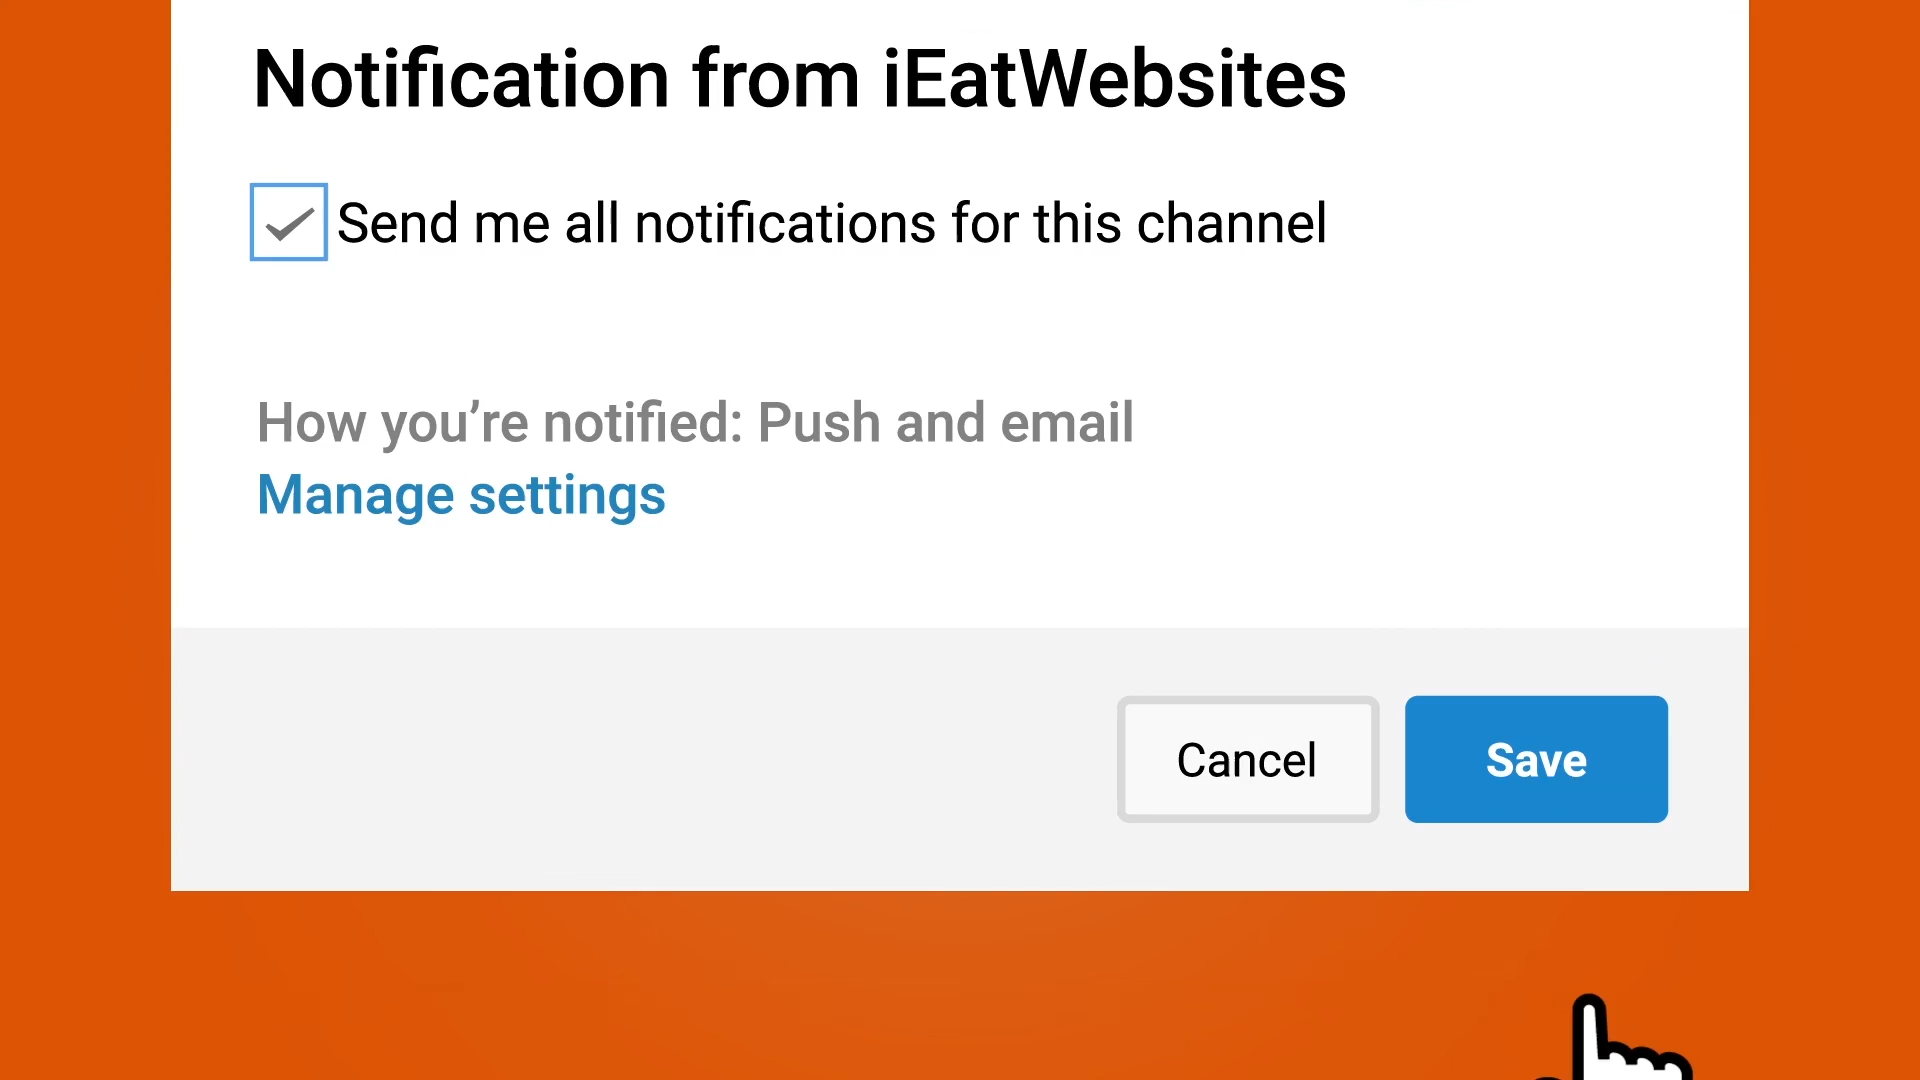 Notification from iEatWebsites
Send me all notifications for this channel
How you’re notified: Push and email
Manage settings
Cancel
Save